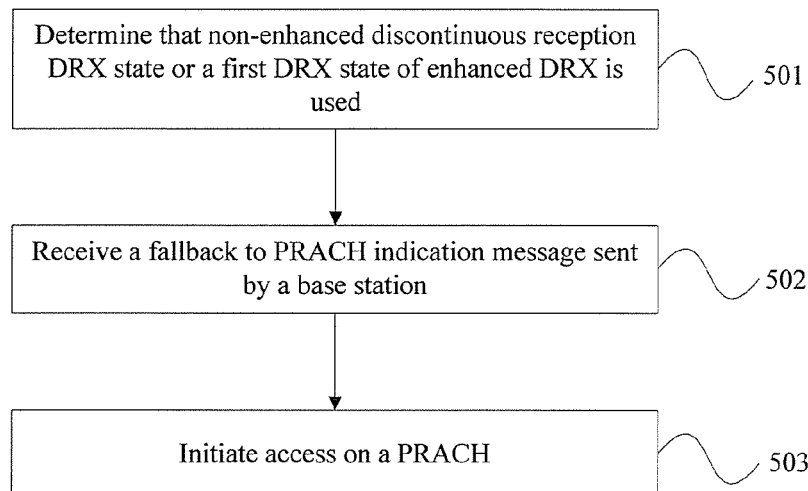 Determine that non-enhanced discontinuous reception
DRX state or a first DRX state of enhanced DRX is
used
501
Receive a fallback to PRACH indication message sent
by a base station
502
Initiate access on a PRACH
503